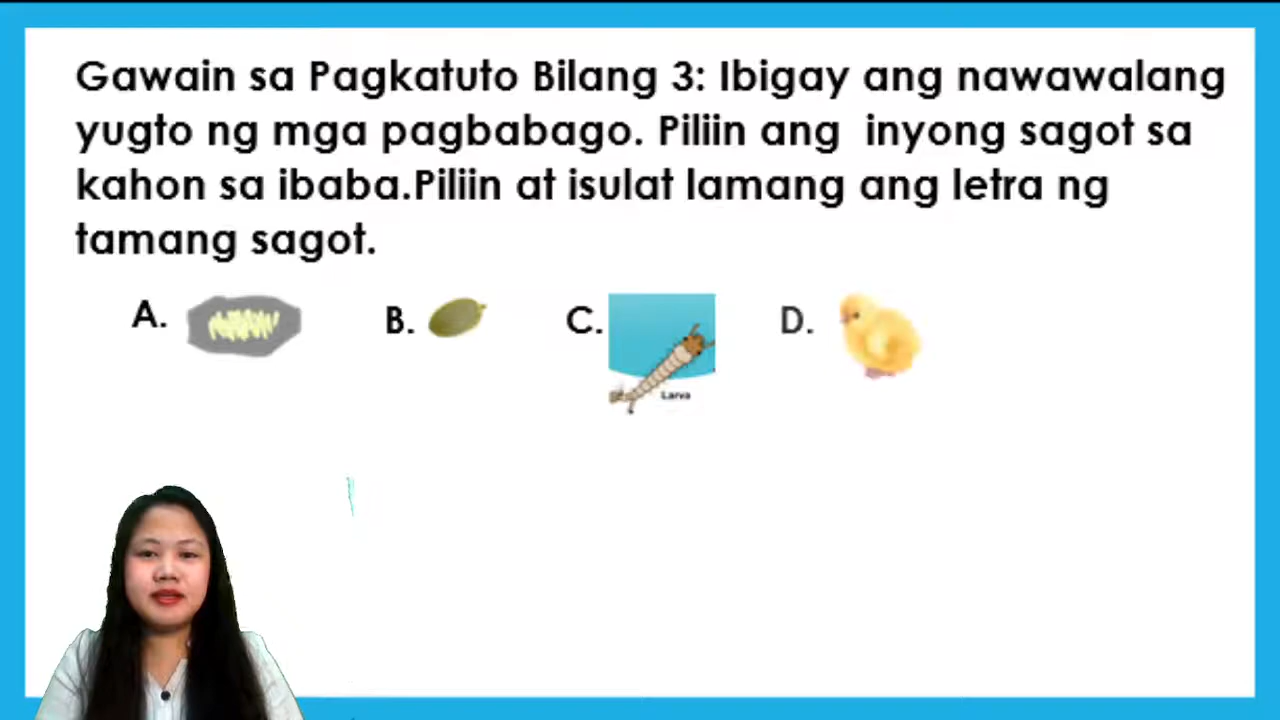 Gawain sa Pagkatuto Bilang 3: Ibigay ang nawawalang
yugto ng mga pagbabago. Piliin ang inyong sagot sa
kahon sa ibaba.Piliin at isulat lamang ang letra ng
tamang sagot.
A. B. C. D.
Larva